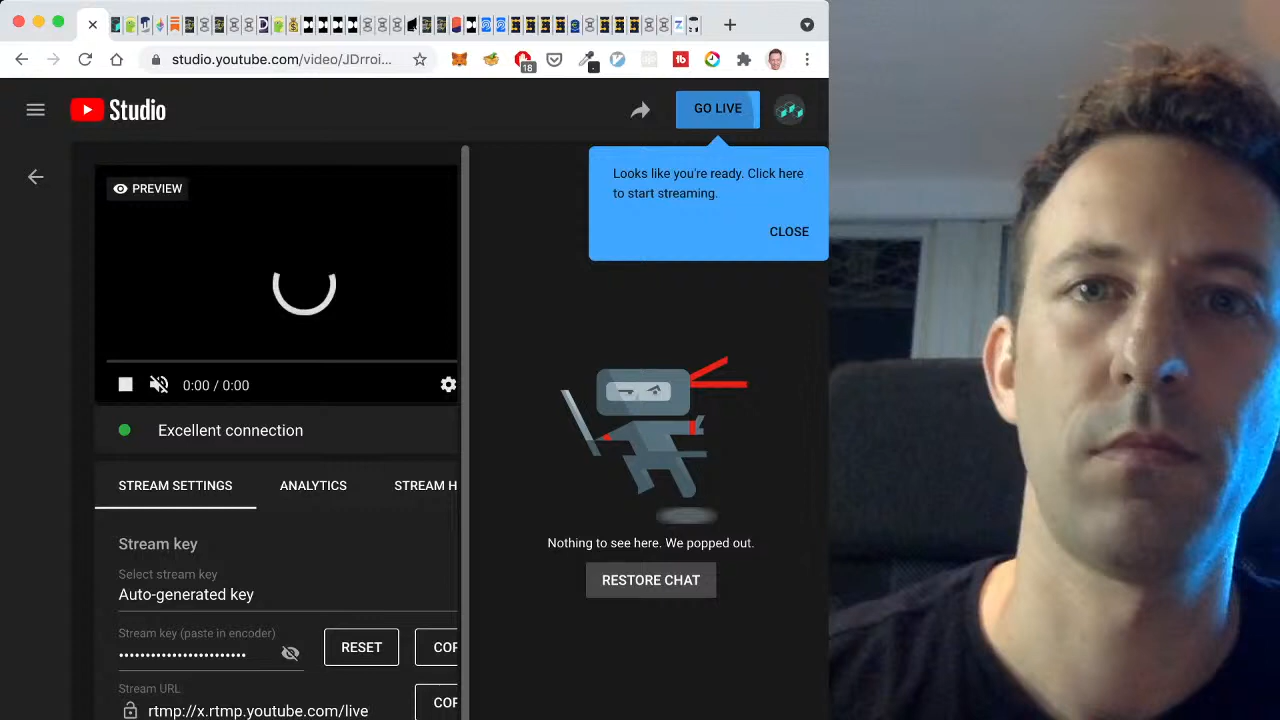 studio.youtube.com/video/JDrroi...
18
Studio
GO LIVE
PREVIEW
Looks like you're ready. Click here
to start streaming.
CLOSE
0:00 / 0:00
Excellent connection
STREAM SETTINGS
ANALYTICS
STREAM H
Stream key
Select stream key
Auto-generated key
Stream key (paste in encoder)
••••••••••••••••••••••••
RESET
COP
Stream URL
rtmp://x.rtmp.youtube.com/live
COP
Nothing to see here. We popped out.
RESTORE CHAT